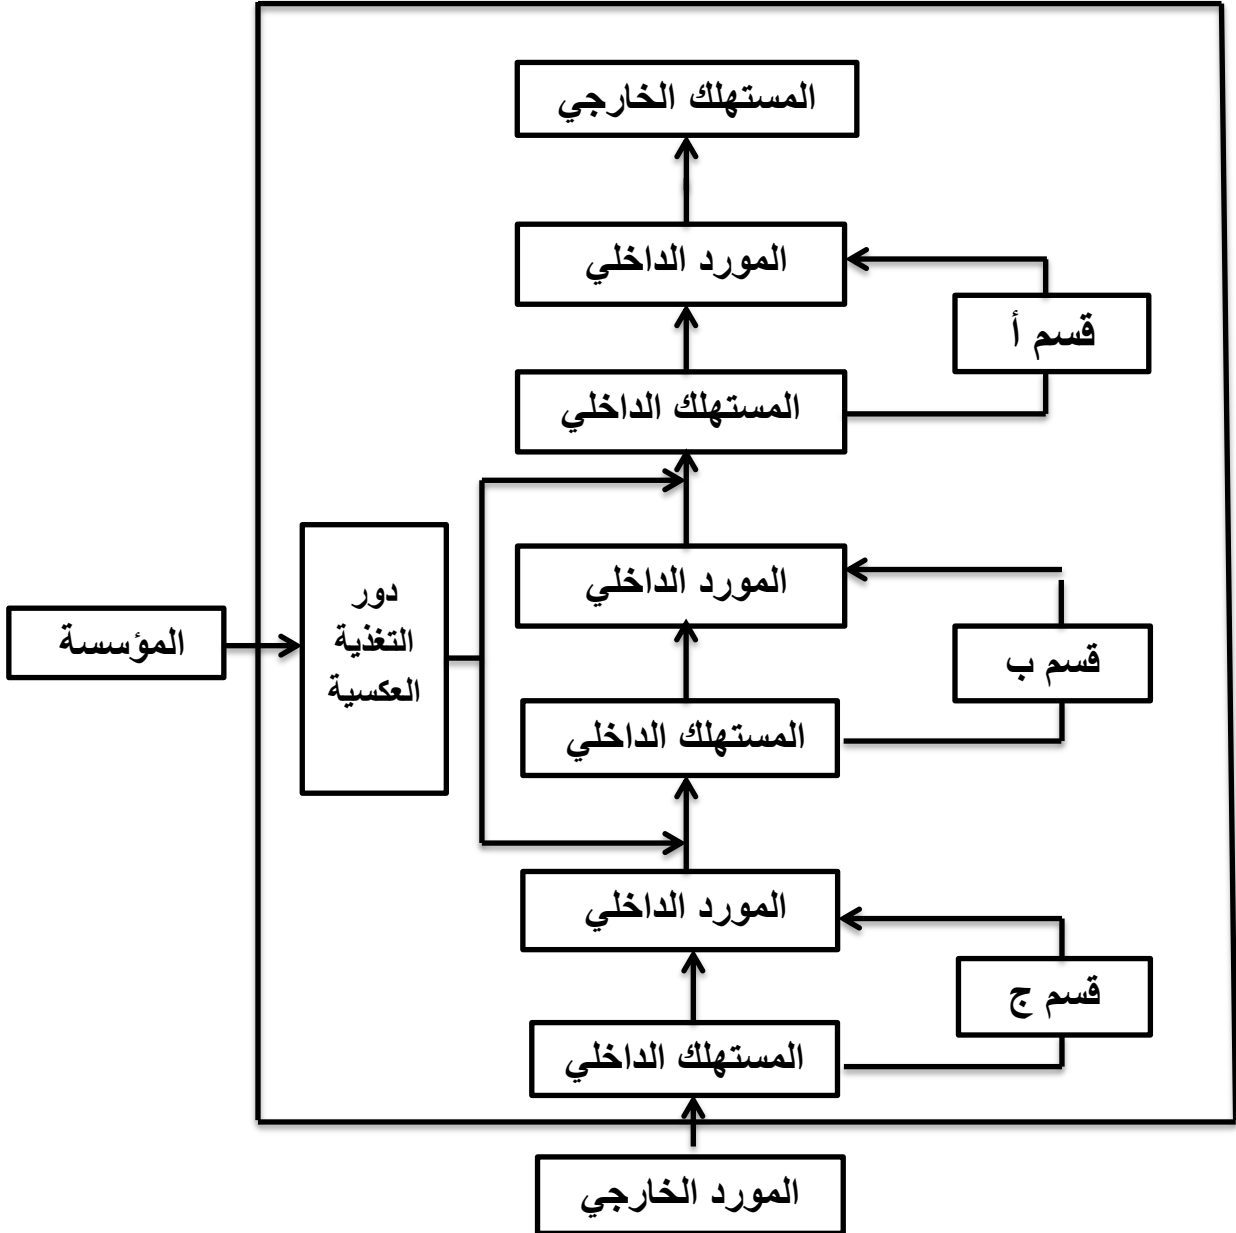 المستهلك الخارجي
المورد الداخلي
قسم أ
المستهلك الداخلي
المورد الداخلي
دور
التغذية
العكسية
المؤسسة
قسم ب
المستهلك الداخلي
المورد الداخلي
قسم ج
المستهلك الداخلي
المورد الخارجي